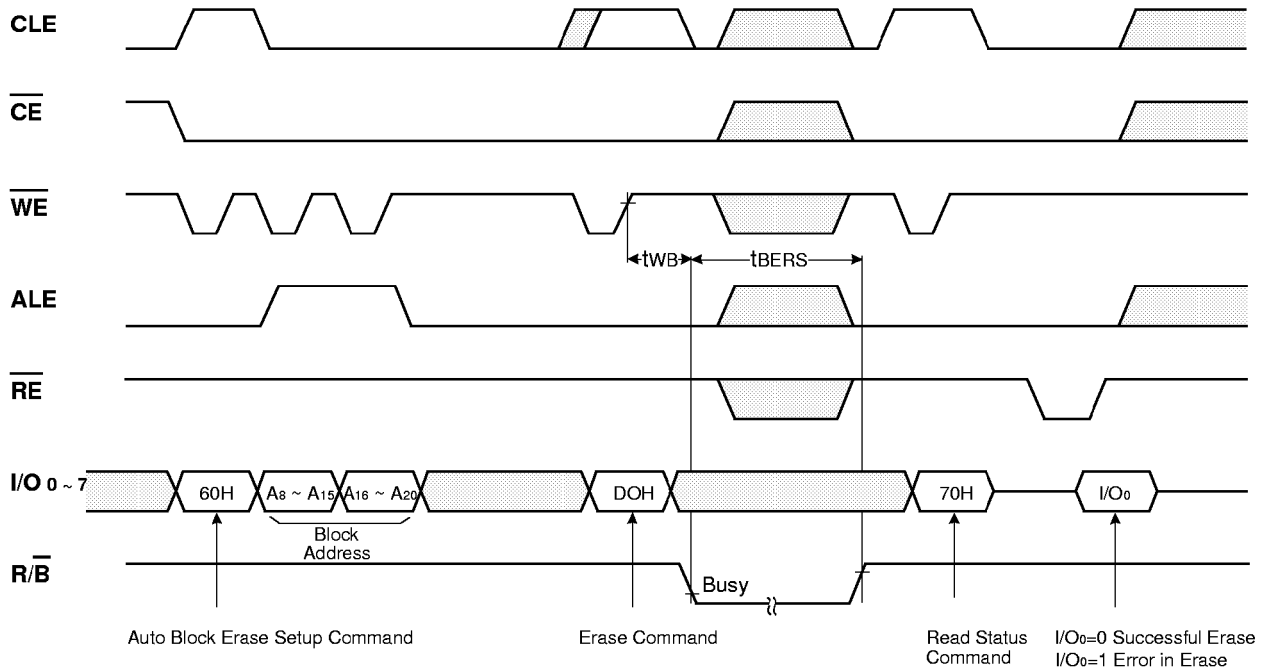 CLE
CE
WE
tWB tBERS
ALE
RE
I/O 0 ~ 7 60H A8 ~ A15 A16 ~ A20 DOH 70H I/O0
Block
Address
R/B Busy
Auto Block Erase Setup Command
Erase Command
Read Status
Command
I/O0=0 Successful Erase
I/O0=1 Error in Erase